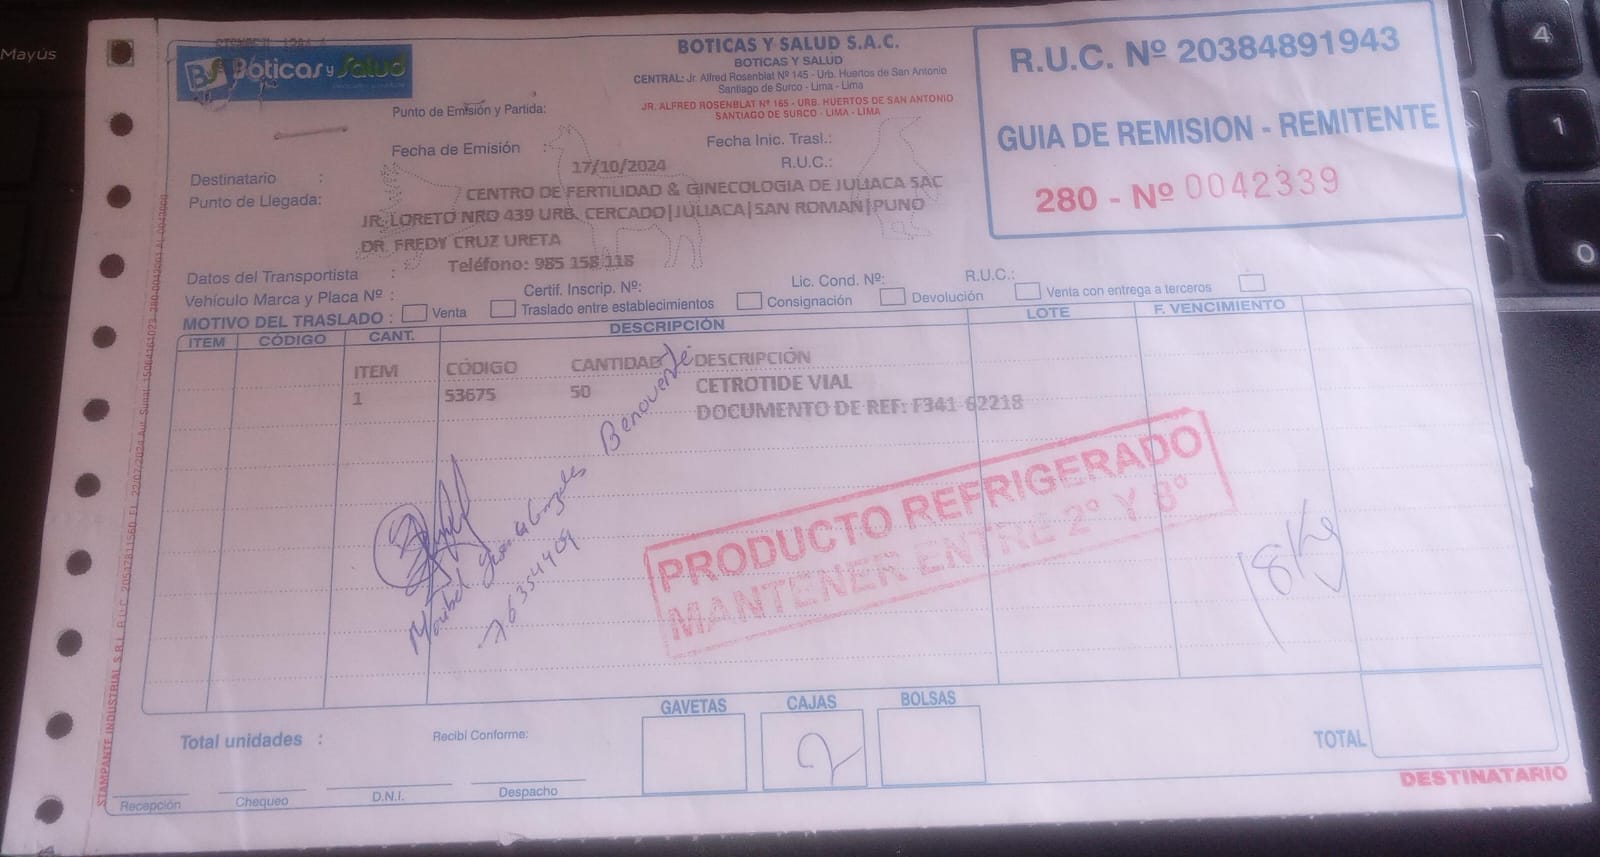 Mayús
4
1
0
Boticas y Salud
BOTICAS Y SALUD S.A.C.
BOTICAS Y SALUD
CENTRAL: Jr. Alfred Rosenblat Nº 145 - Urb. Huertos de San Antonio
Santiago de Surco - Lima - Lima
Punto de Emisión y Partida:
JR. ALFRED ROSENBLAT Nº 165 - URB. HUERTOS DE SAN ANTONIO
SANTIAGO DE SURCO - LIMA - LIMA
R.U.C. Nº 20384891943
GUIA DE REMISION - REMITENTE
280 - Nº 0042339
Fecha de Emisión : 17/10/2024
Fecha Inic. Trasl.:
R.U.C.:
Destinatario : CENTRO DE FERTILIDAD & GINECOLOGIA DE JULIACA SAC
Punto de Llegada: JR. LORETO NRO 439 URB. CERCADO|JULIACA|SAN ROMAN|PUNO
DR. FREDY CRUZ URETA
Teléfono: 985 158 118
Datos del Transportista :
Vehículo Marca y Placa Nº :
Certif. Inscrip. Nº:
Lic. Cond. Nº:
R.U.C.:
MOTIVO DEL TRASLADO : Venta Traslado entre establecimientos Consignación Devolución Venta con entrega a terceros
ITEM CÓDIGO CANT. DESCRIPCIÓN LOTE F. VENCIMIENTO
ITEM CÓDIGO CANTIDAD DESCRIPCIÓN
1 53675 50 CETROTIDE VIAL
DOCUMENTO DE REF: F341 62218
Benavente
PRODUCTO REFRIGERADO
MANTENER ENTRE 2° Y 8°
18 Kg
GAVETAS CAJAS BOLSAS
2
Total unidades :
Recibí Conforme:
TOTAL
Recepción Chequeo D.N.I. Despacho
DESTINATARIO